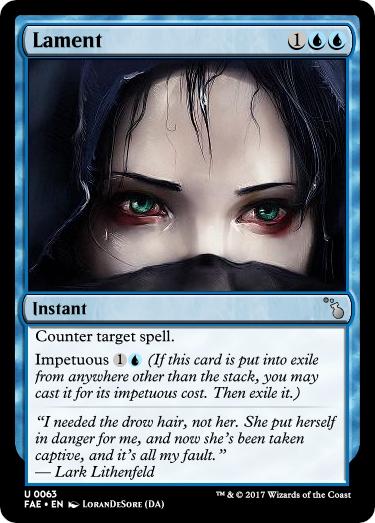 Lament 1
Instant
Counter target spell.
Impetuous 1 (If this card is put into exile
from anywhere other than the stack, you may
cast it for its impetuous cost. Then exile it.)
“I needed the drow hair, not her. She put herself
in danger for me, and now she’s been taken
captive, and it’s all my fault.”
— Lark Lithenfeld
U 0063
FAE • EN LoranDeSore (DA)
™ & © 2017 Wizards of the Coast